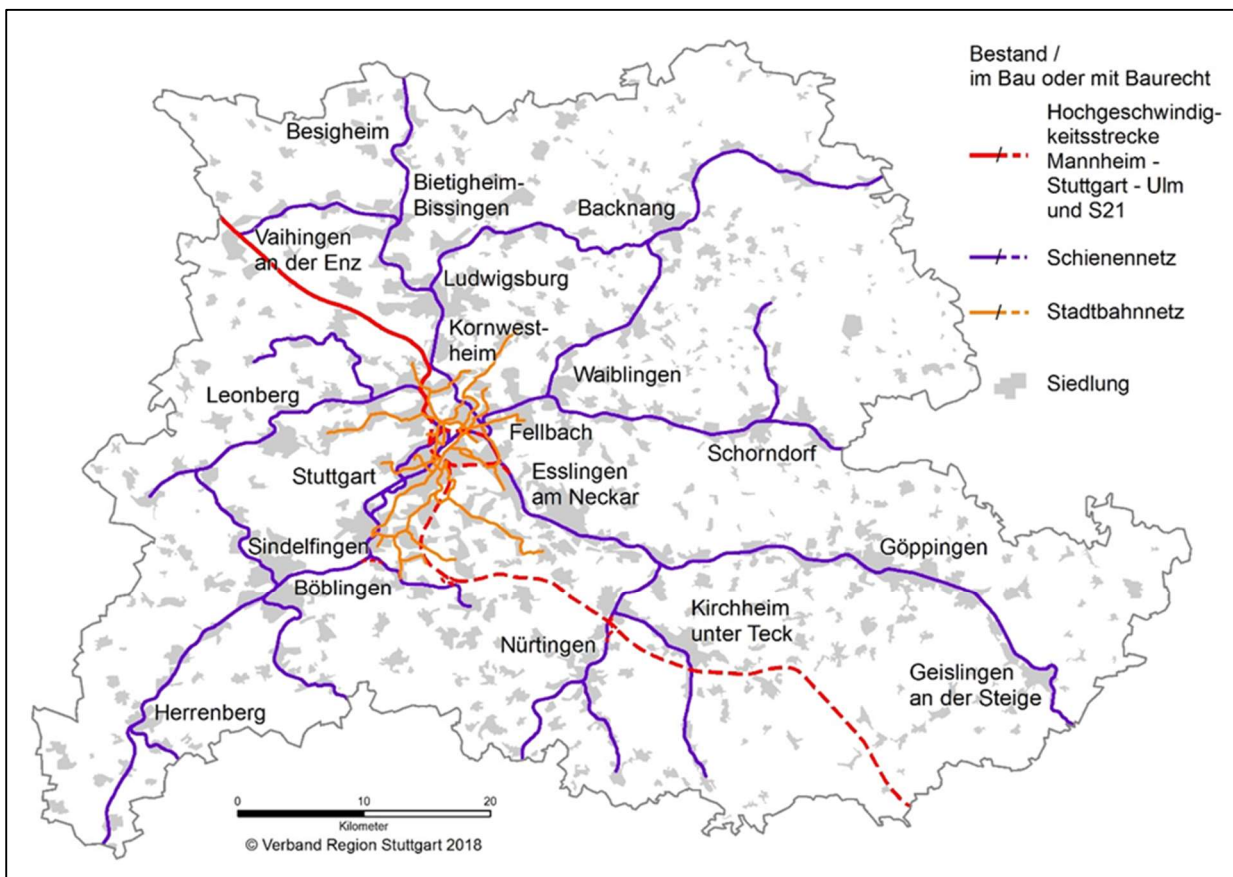 Bestand /
im Bau oder mit Baurecht
Hochgeschwindig-
keitsstrecke
Mannheim -
Stuttgart - Ulm
und S21
Schienennetz
Stadtbahnnetz
Siedlung
Besigheim
Bietigheim-
Bissingen
Backnang
Vaihingen
an der Enz
Ludwigsburg
Kornwest-
heim
Waiblingen
Leonberg
Fellbach
Schorndorf
Stuttgart
Esslingen
am Neckar
Sindelfingen
Göppingen
Böblingen
Kirchheim
unter Teck
Nürtingen
Geislingen
an der Steige
Herrenberg
0 10 20
Kilometer
© Verband Region Stuttgart 2018